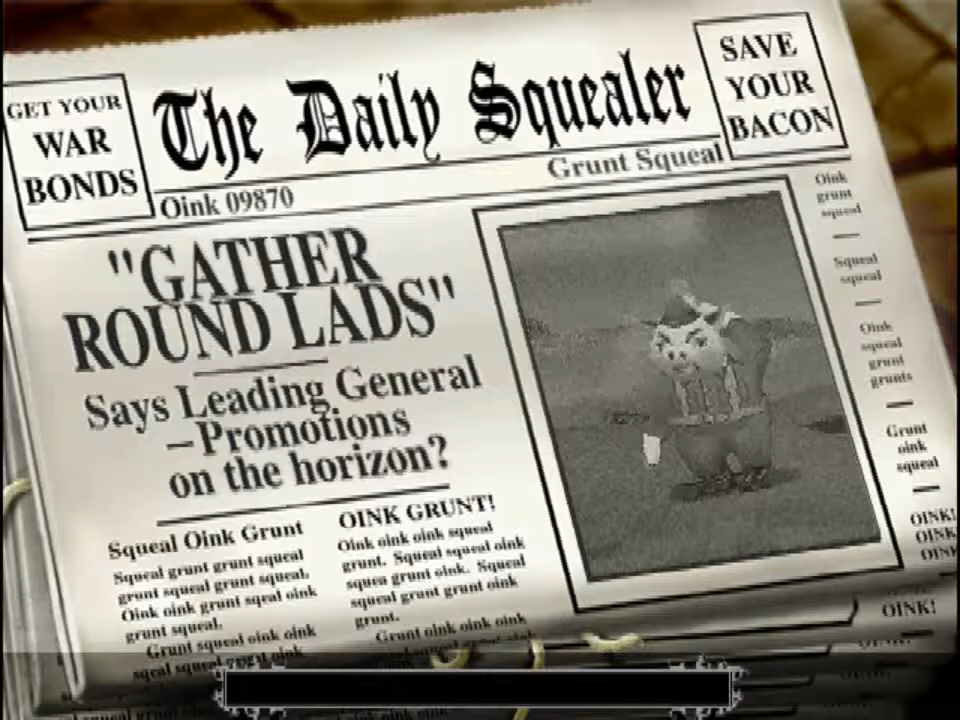 GET YOUR
WAR
BONDS
The Daily Squealer
SAVE
YOUR
BACON
Oink 09870
Grunt Squeal
"GATHER
ROUND LADS"
Says Leading General
–Promotions
on the horizon?
Squeal Oink Grunt
Squeal grunt grunt squeal
grunt squeal grunt squeal.
Oink oink grunt sqeal oink
grunt squeal.
Grunt squeal oink oink
OINK GRUNT!
Oink oink oink squeal
grunt. Squeal squeal oink
squea grunt oink. Squeal
squeal grunt grunt oink
grunt.
Grunt oink oink oink
Oink
grunt
squeal
Squeal
squeal
Oink
squeal
grunt
grunts
Grunt
oink
squeal
OINK!
OINK
OINK
OINK!